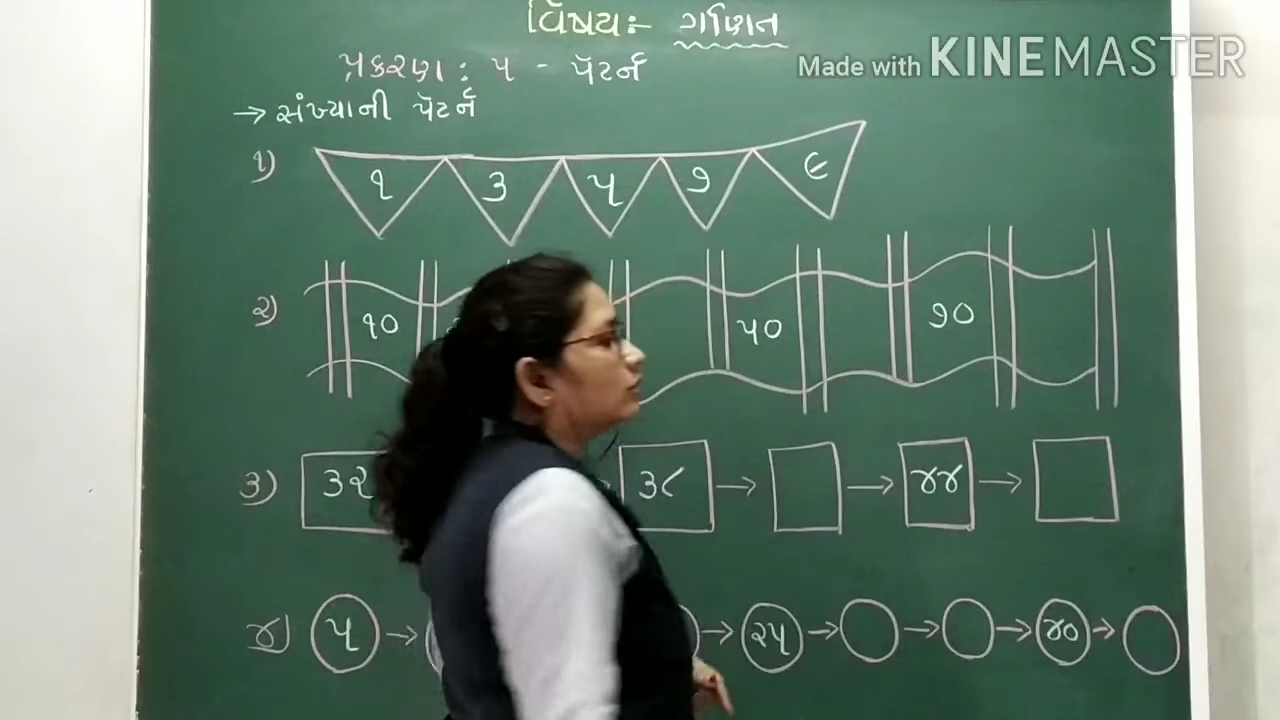 વિષય:- ગણિત
Made with KINEMASTER
પ્રકરણ : ૫ - પૅટર્ન
→ સંખ્યાની પૅટર્ન
૧) ૧ ૩ ૫ ૭ ૯
૨) ૧૦ ૫૦ ૭૦
૩) ૩૨ ૩૮ → → ૪૪ →
૪) ૫ → → ૨૫ → → → ૪૦ →